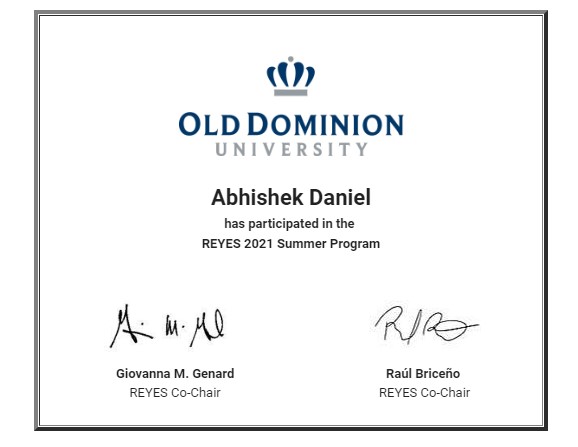 OLD DOMINION
UNIVERSITY
Abhishek Daniel
has participated in the
REYES 2021 Summer Program
Giovanna M. Genard
REYES Co-Chair
Raúl Briceño
REYES Co-Chair